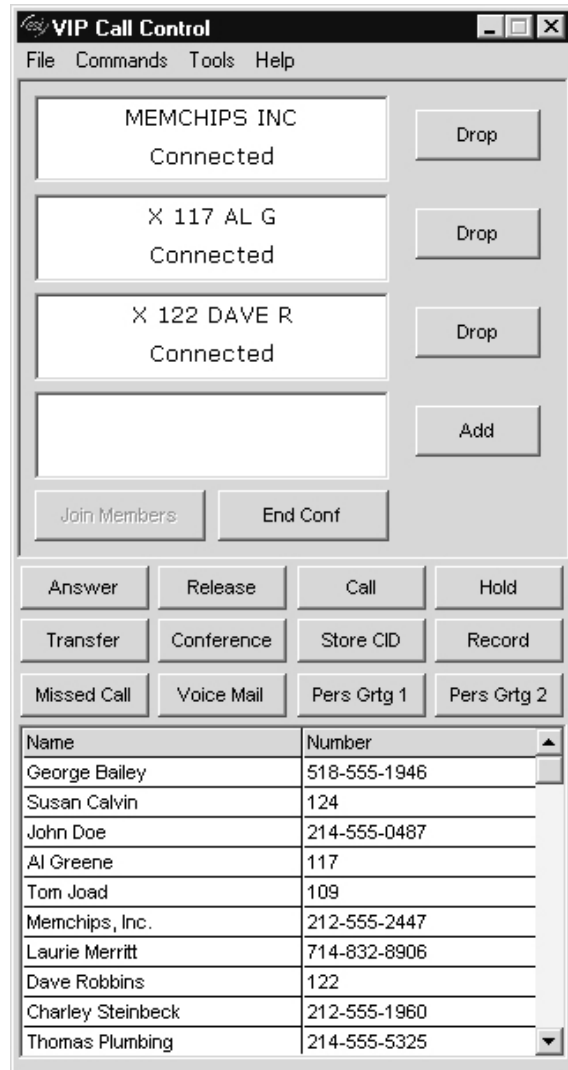 VIP Call Control
File Commands Tools Help
MEMCHIPS INC
Connected
Drop
X 117 AL G
Connected
Drop
X 122 DAVE R
Connected
Drop
Add
Join Members End Conf
Answer Release Call Hold
Transfer Conference Store CID Record
Missed Call Voice Mail Pers Grtg 1 Pers Grtg 2
Name Number
George Bailey 518-555-1946
Susan Calvin 124
John Doe 214-555-0487
Al Greene 117
Tom Joad 109
Memchips, Inc. 212-555-2447
Laurie Merritt 714-832-8906
Dave Robbins 122
Charley Steinbeck 212-555-1960
Thomas Plumbing 214-555-5325